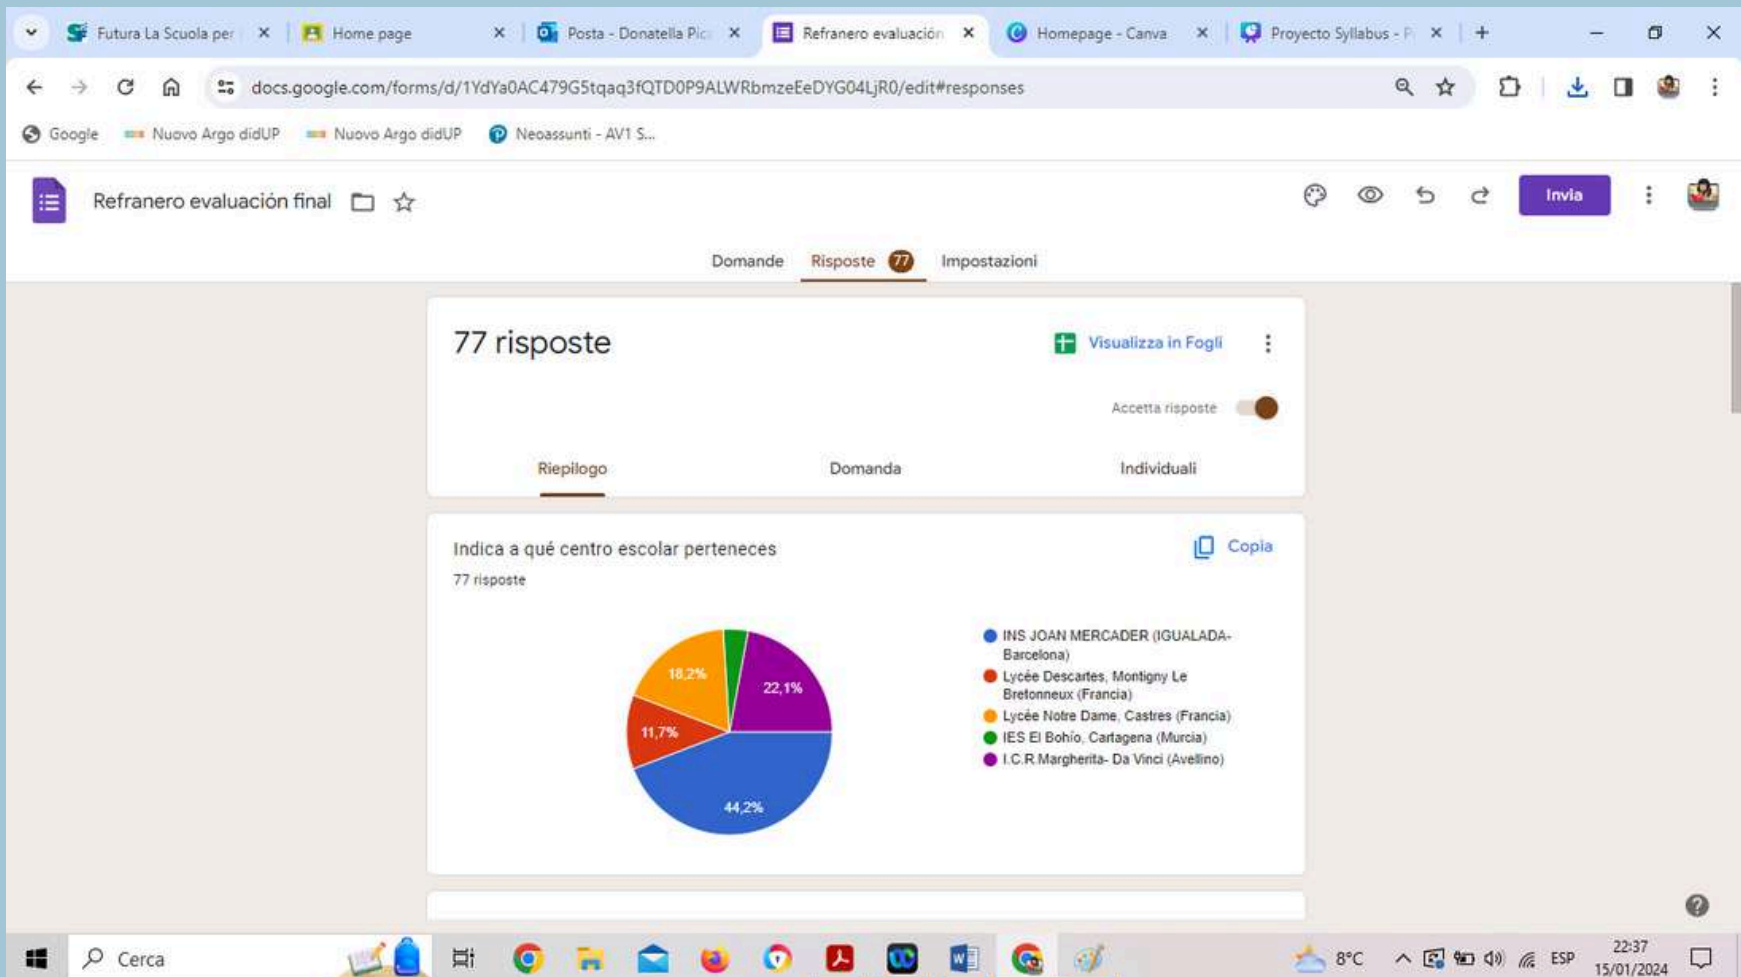 Futura La Scuola per
Home page
Posta - Donatella Pic
Refranero evaluación
Homepage - Canva
Proyecto Syllabus - P
docs.google.com/forms/d/1YdYa0AC479G5tqaq3fQTD0P9ALWRbmzeEeDYG04LjR0/edit#responses
Google
Nuovo Argo didUP
Nuovo Argo didUP
Neoassunti - AV1 S...
Refranero evaluación final
Invia
Domande
Risposte 77
Impostazioni
77 risposte
Visualizza in Fogli
Accetta risposte
Riepilogo
Domanda
Individuali
Indica a qué centro escolar perteneces
Copia
77 risposte
18,2%
22,1%
11,7%
44,2%
INS JOAN MERCADER (IGUALADA-
Barcelona)
Lycée Descartes, Montigny Le
Bretonneux (Francia)
Lycée Notre Dame, Castres (Francia)
IES El Bohío, Cartagena (Murcia)
I.C.R.Margherita- Da Vinci (Avellino)
Cerca
8°C
ESP
22:37
15/01/2024